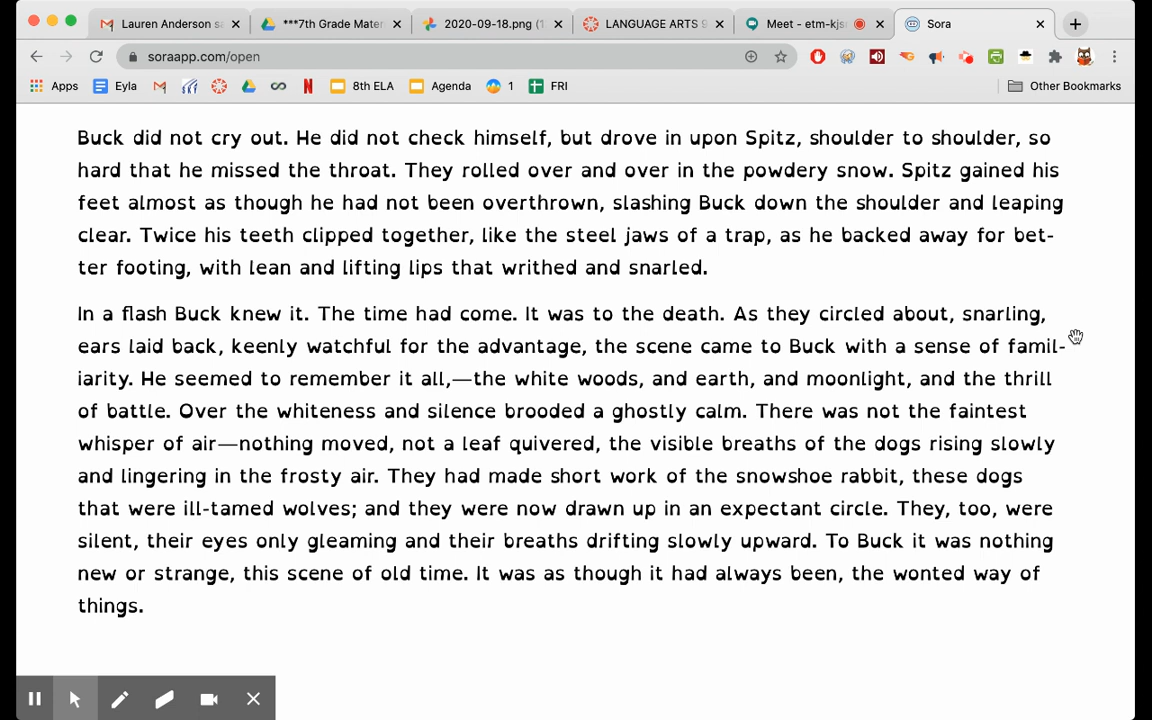 Lauren Anderson sa
***7th Grade Mater
2020-09-18.png (1
LANGUAGE ARTS 9
Meet - etm-kjs
Sora
soraapp.com/open
Apps
Eyla
8th ELA
Agenda
1
FRI
Other Bookmarks
Buck did not cry out. He did not check himself, but drove in upon Spitz, shoulder to shoulder, so
hard that he missed the throat. They rolled over and over in the powdery snow. Spitz gained his
feet almost as though he had not been overthrown, slashing Buck down the shoulder and leaping
clear. Twice his teeth clipped together, like the steel jaws of a trap, as he backed away for bet-
ter footing, with lean and lifting lips that writhed and snarled.
In a flash Buck knew it. The time had come. It was to the death. As they circled about, snarling,
ears laid back, keenly watchful for the advantage, the scene came to Buck with a sense of famil-
iarity. He seemed to remember it all,—the white woods, and earth, and moonlight, and the thrill
of battle. Over the whiteness and silence brooded a ghostly calm. There was not the faintest
whisper of air—nothing moved, not a leaf quivered, the visible breaths of the dogs rising slowly
and lingering in the frosty air. They had made short work of the snowshoe rabbit, these dogs
that were ill-tamed wolves; and they were now drawn up in an expectant circle. They, too, were
silent, their eyes only gleaming and their breaths drifting slowly upward. To Buck it was nothing
new or strange, this scene of old time. It was as though it had always been, the wonted way of
things.